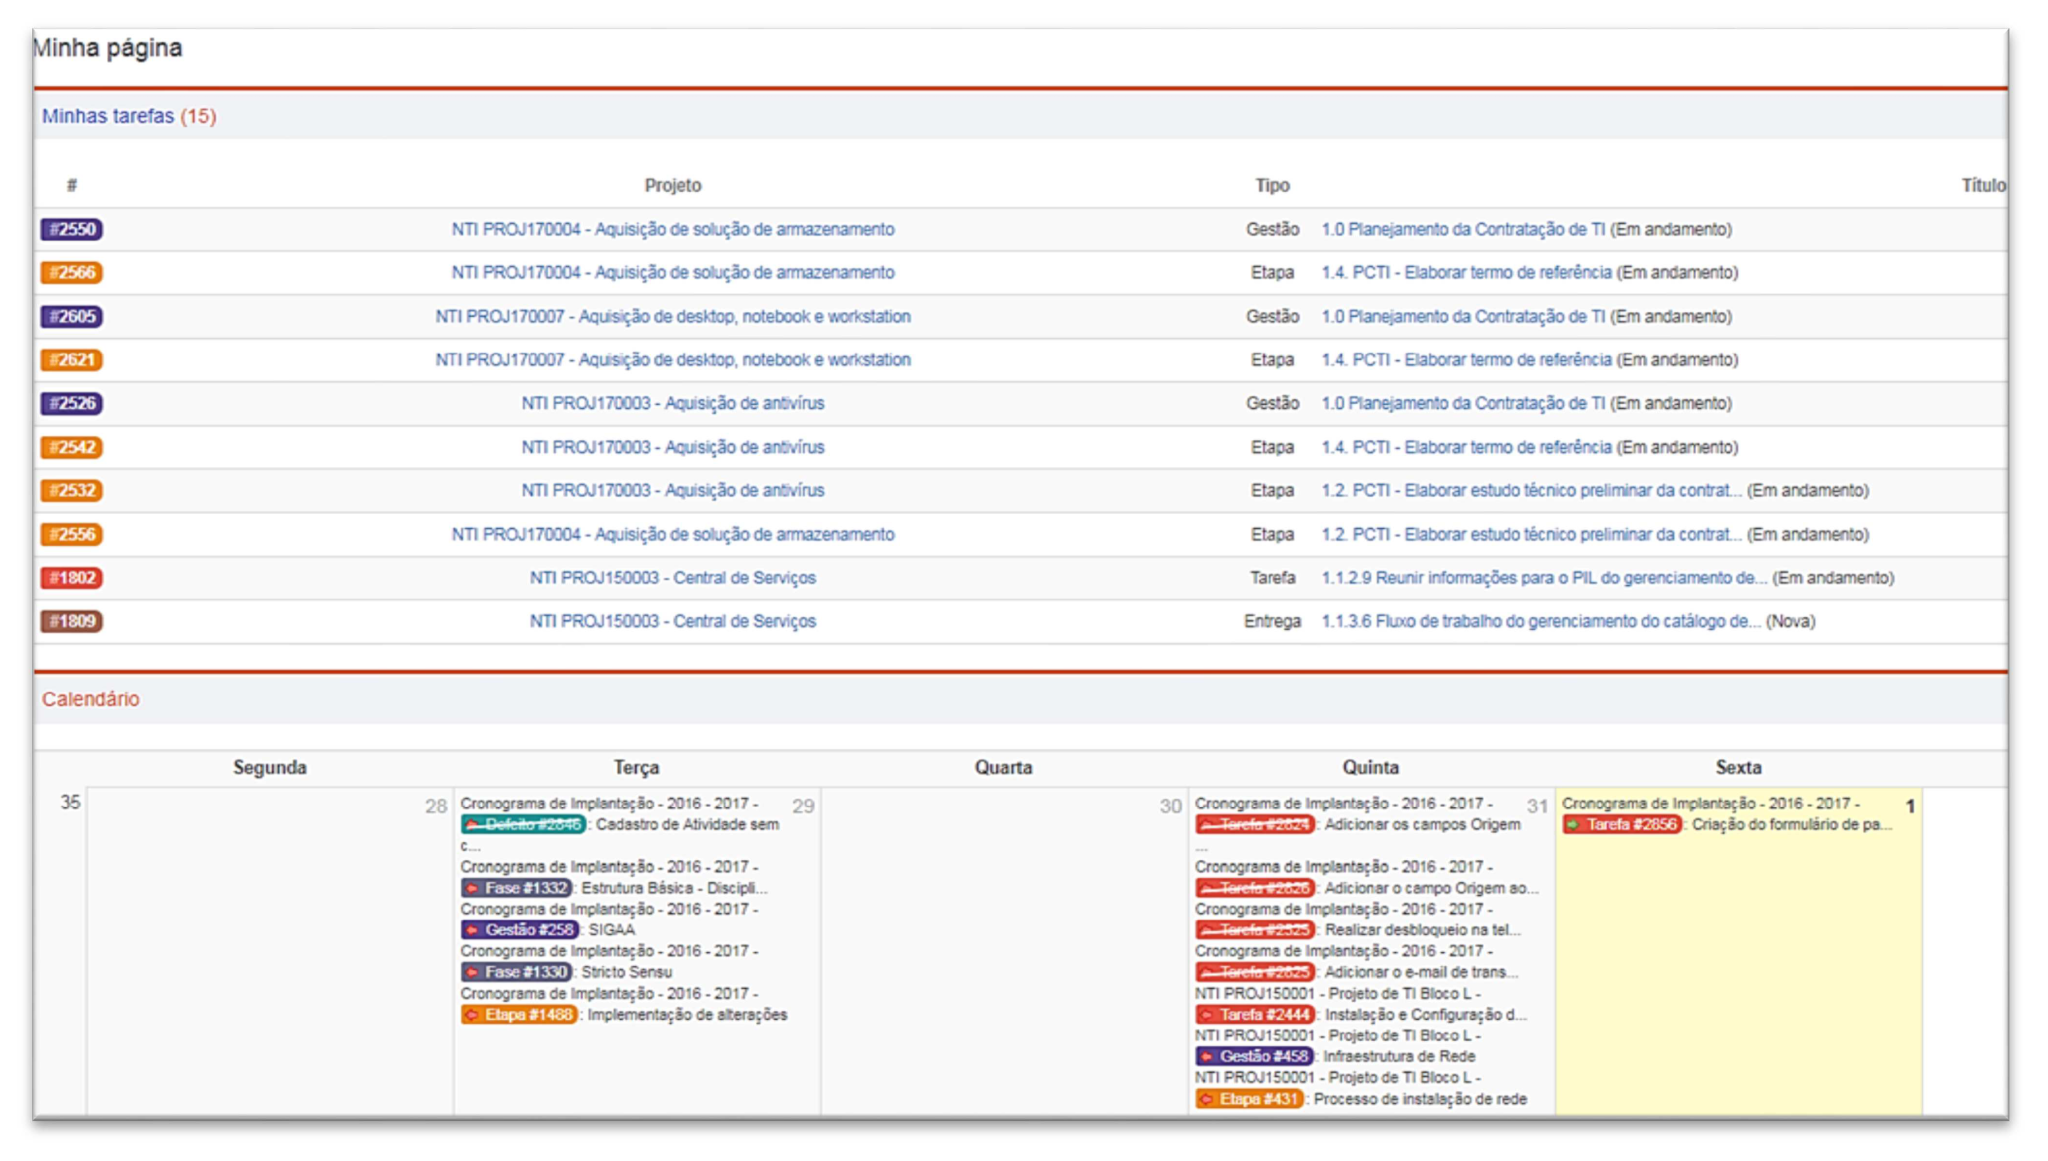 Minha página
Minhas tarefas (15)
# Projeto Tipo Título
#2550 NTI PROJ170004 - Aquisição de solução de armazenamento Gestão 1.0 Planejamento da Contratação de TI (Em andamento)
#2566 NTI PROJ170004 - Aquisição de solução de armazenamento Etapa 1.4. PCTI - Elaborar termo de referência (Em andamento)
#2605 NTI PROJ170007 - Aquisição de desktop, notebook e workstation Gestão 1.0 Planejamento da Contratação de TI (Em andamento)
#2621 NTI PROJ170007 - Aquisição de desktop, notebook e workstation Etapa 1.4. PCTI - Elaborar termo de referência (Em andamento)
#2526 NTI PROJ170003 - Aquisição de antivírus Gestão 1.0 Planejamento da Contratação de TI (Em andamento)
#2542 NTI PROJ170003 - Aquisição de antivírus Etapa 1.4. PCTI - Elaborar termo de referência (Em andamento)
#2532 NTI PROJ170003 - Aquisição de antivírus Etapa 1.2. PCTI - Elaborar estudo técnico preliminar da contrat... (Em andamento)
#2556 NTI PROJ170004 - Aquisição de solução de armazenamento Etapa 1.2. PCTI - Elaborar estudo técnico preliminar da contrat... (Em andamento)
#1802 NTI PROJ150003 - Central de Serviços Tarefa 1.1.2.9 Reunir informações para o PIL do gerenciamento de... (Em andamento)
#1809 NTI PROJ150003 - Central de Serviços Entrega 1.1.3.6 Fluxo de trabalho do gerenciamento do catálogo de... (Nova)
Calendário
Segunda Terça Quarta Quinta Sexta
35
28
29
Cronograma de Implantação - 2016 - 2017 -
Defeito #2846 : Cadastro de Atividade sem
c...
Cronograma de Implantação - 2016 - 2017 -
Fase #1332 : Estrutura Básica - Discipli...
Cronograma de Implantação - 2016 - 2017 -
Gestão #258 : SIGAA
Cronograma de Implantação - 2016 - 2017 -
Fase #1330 : Stricto Sensu
Cronograma de Implantação - 2016 - 2017 -
Etapa #1488 : Implementação de alterações
30
31
Cronograma de Implantação - 2016 - 2017 -
Tarefa #2824 : Adicionar os campos Origem
...
Cronograma de Implantação - 2016 - 2017 -
Tarefa #2826 : Adicionar o campo Origem ao...
Cronograma de Implantação - 2016 - 2017 -
Tarefa : Realizar desbloqueio na tel...
Cronograma de Implantação - 2016 - 2017 -
Tarefa #2825 : Adicionar o e-mail de trans...
NTI PROJ150001 - Projeto de TI Bloco L -
Tarefa #2444 : Instalação e Configuração d...
NTI PROJ150001 - Projeto de TI Bloco L -
Gestão #458 : Infraestrutura de Rede
NTI PROJ150001 - Projeto de TI Bloco L -
Etapa #431 : Processo de instalação de rede
1
Cronograma de Implantação - 2016 - 2017 -
Tarefa #2856 : Criação do formulário de pa...